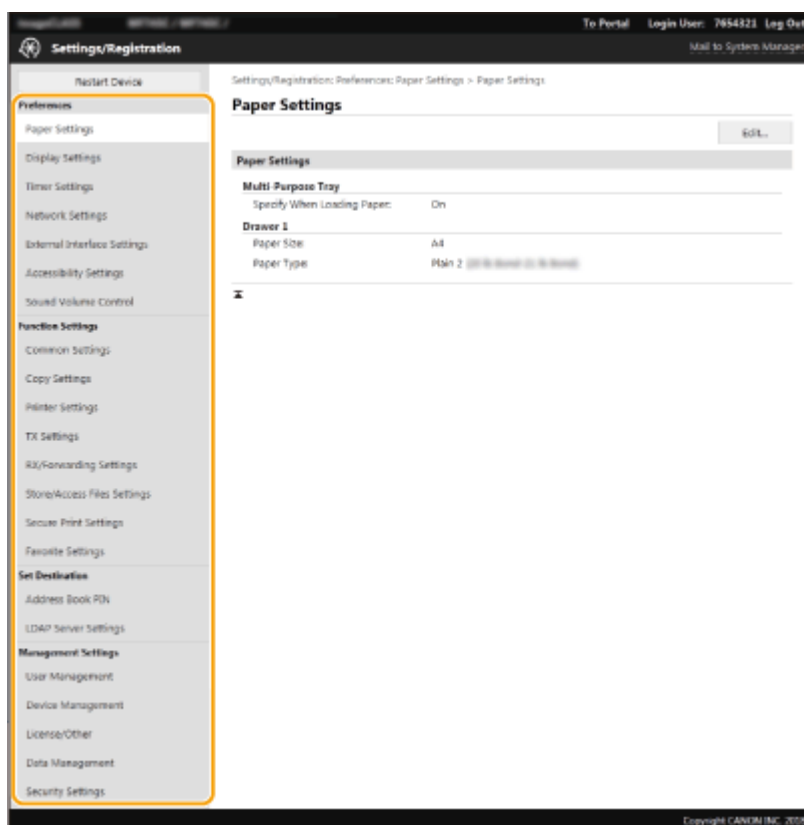 To Portal Login User: 7654321 Log Out
Settings/Registration
Mail to System Manager
Restart Device
Settings/Registration: Preferences: Paper Settings > Paper Settings
Preferences
Paper Settings
Paper Settings
Edit...
Display Settings
Paper Settings
Timer Settings
Multi-Purpose Tray
Specify When Loading Paper: On
Network Settings
Drawer 1
External Interface Settings
Paper Size: A4
Paper Type: Plain 2
Accessibility Settings
Sound Volume Control
Function Settings
Common Settings
Copy Settings
Printer Settings
TX Settings
RX/Forwarding Settings
Store/Access Files Settings
Secure Print Settings
Favorite Settings
Set Destination
Address Book PIN
LDAP Server Settings
Management Settings
User Management
Device Management
License/Other
Data Management
Security Settings
Copyright CANON INC. 2018